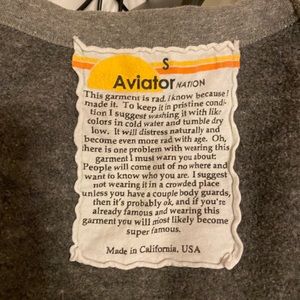 S
Aviator NATION
This garment is rad. I know because I
made it. To keep it in pristine condi-
tion I suggest washing it with like
colors in cold water and tumble dry
low. It will distress naturally and
become even more rad with age. Oh,
there is one problem with wearing this
garment I must warn you about:
People will come out of no where and
want to know who you are. I suggest
not wearing it in a crowded place
unless you have a couple body guards,
then it's probably ok, and if you're
already famous and wearing this
garment you will most likely become
super famous.
Made in California, USA